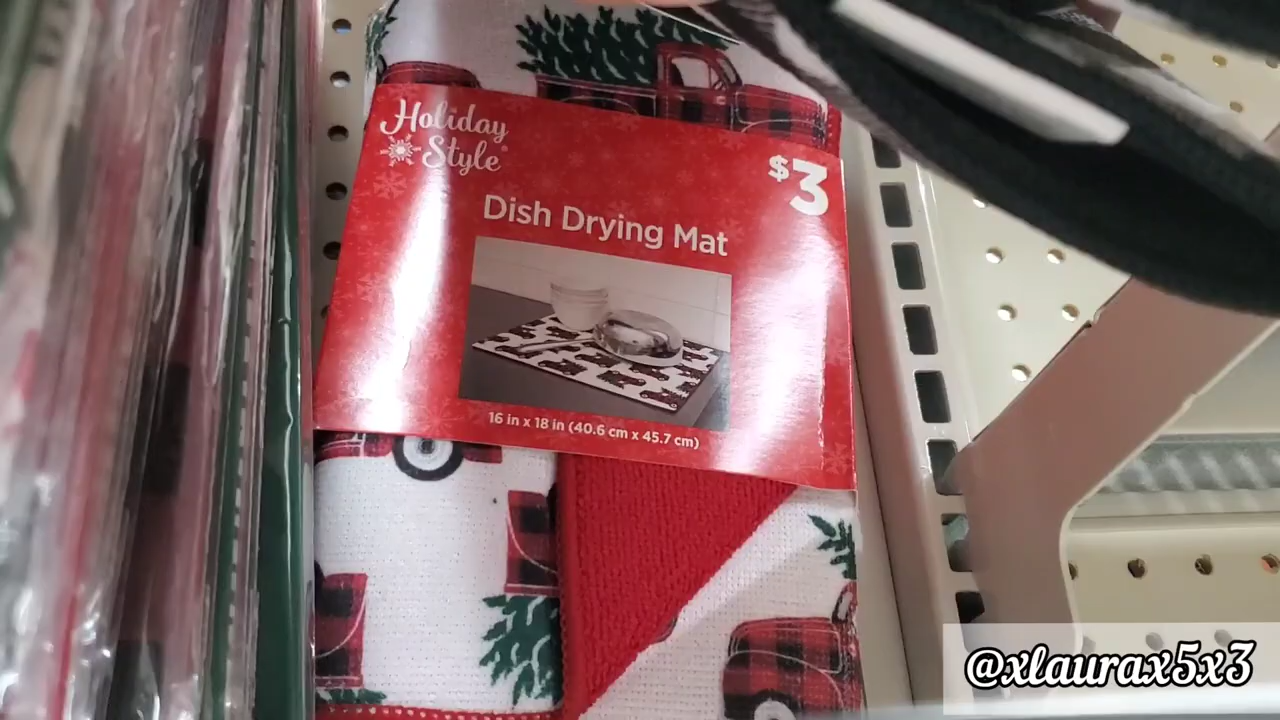 Holiday
Style
$3
Dish Drying Mat
16 in x 18 in (40.6 cm x 45.7 cm)
@xlaurax5x3